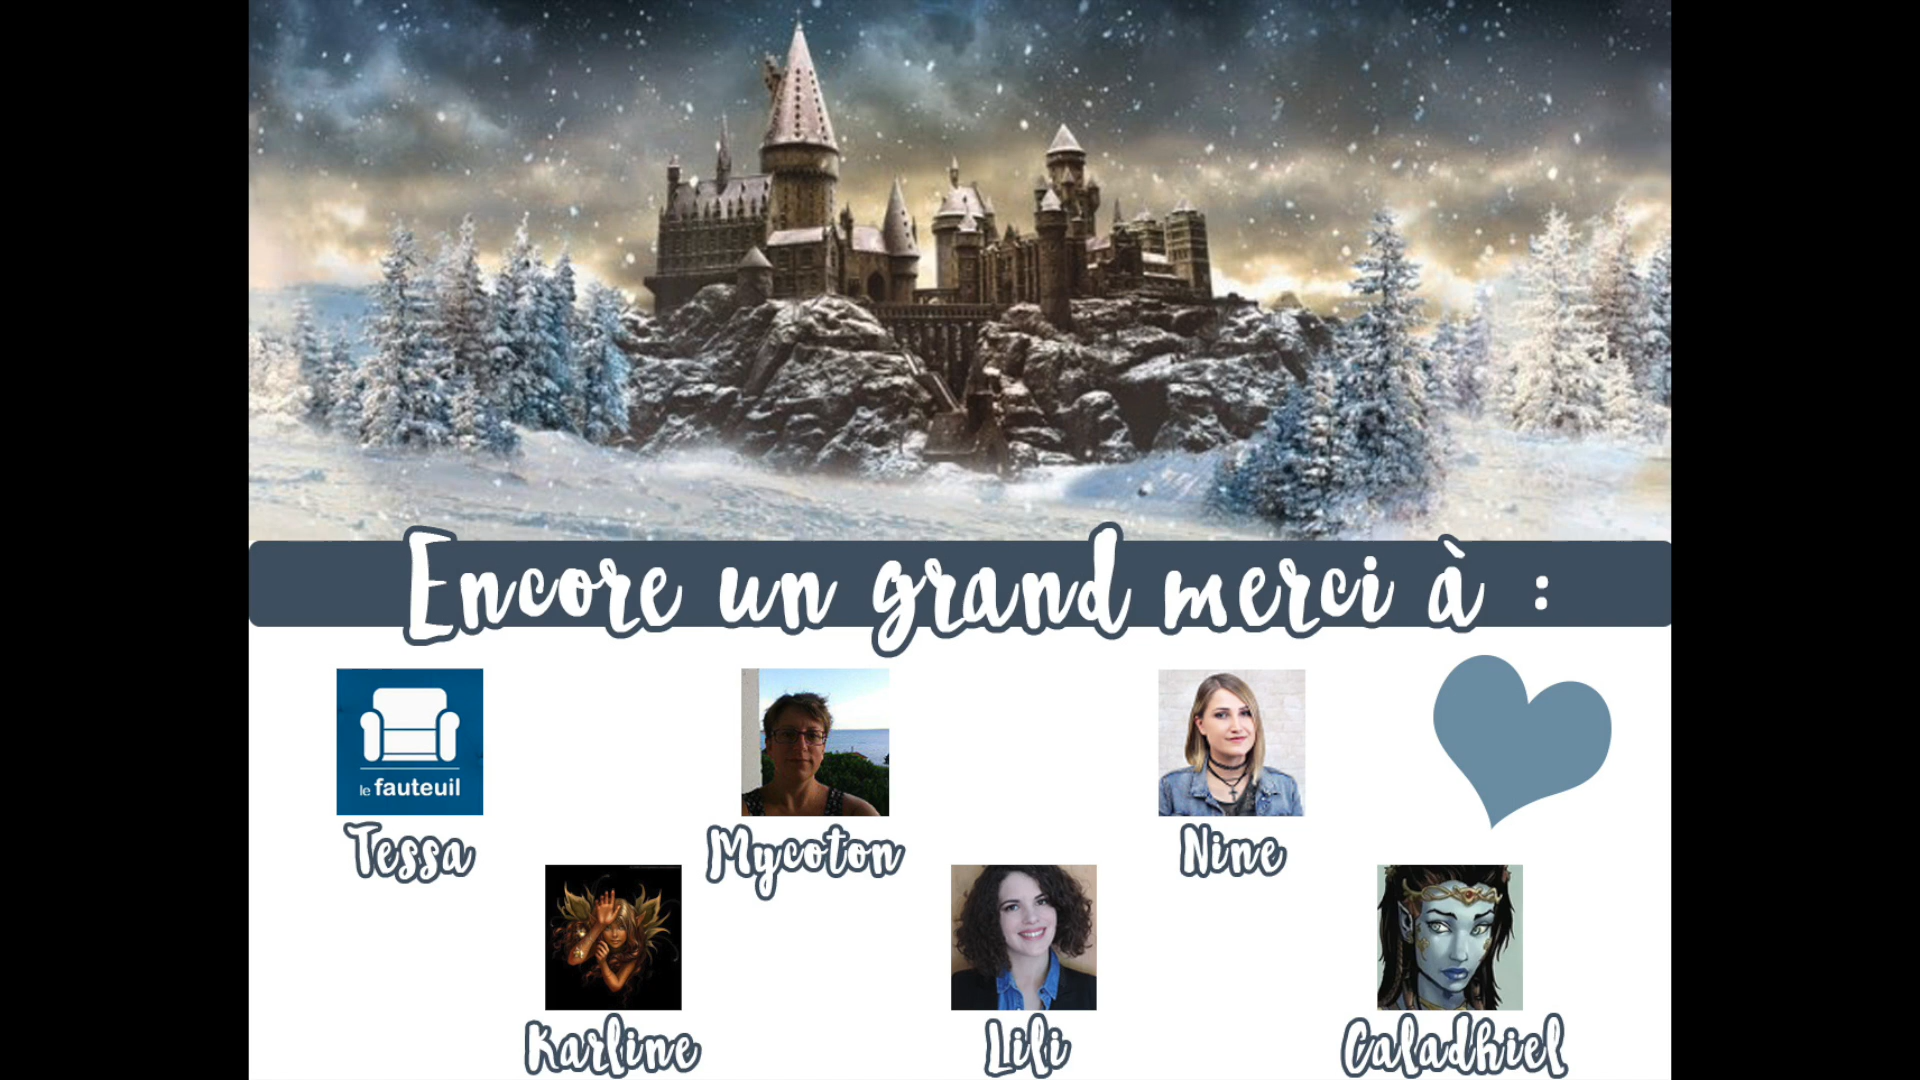 Encore un grand merci à :
le fauteuil
Tessa
Mycoton
Nine
Karline
Lili
Caladhiel